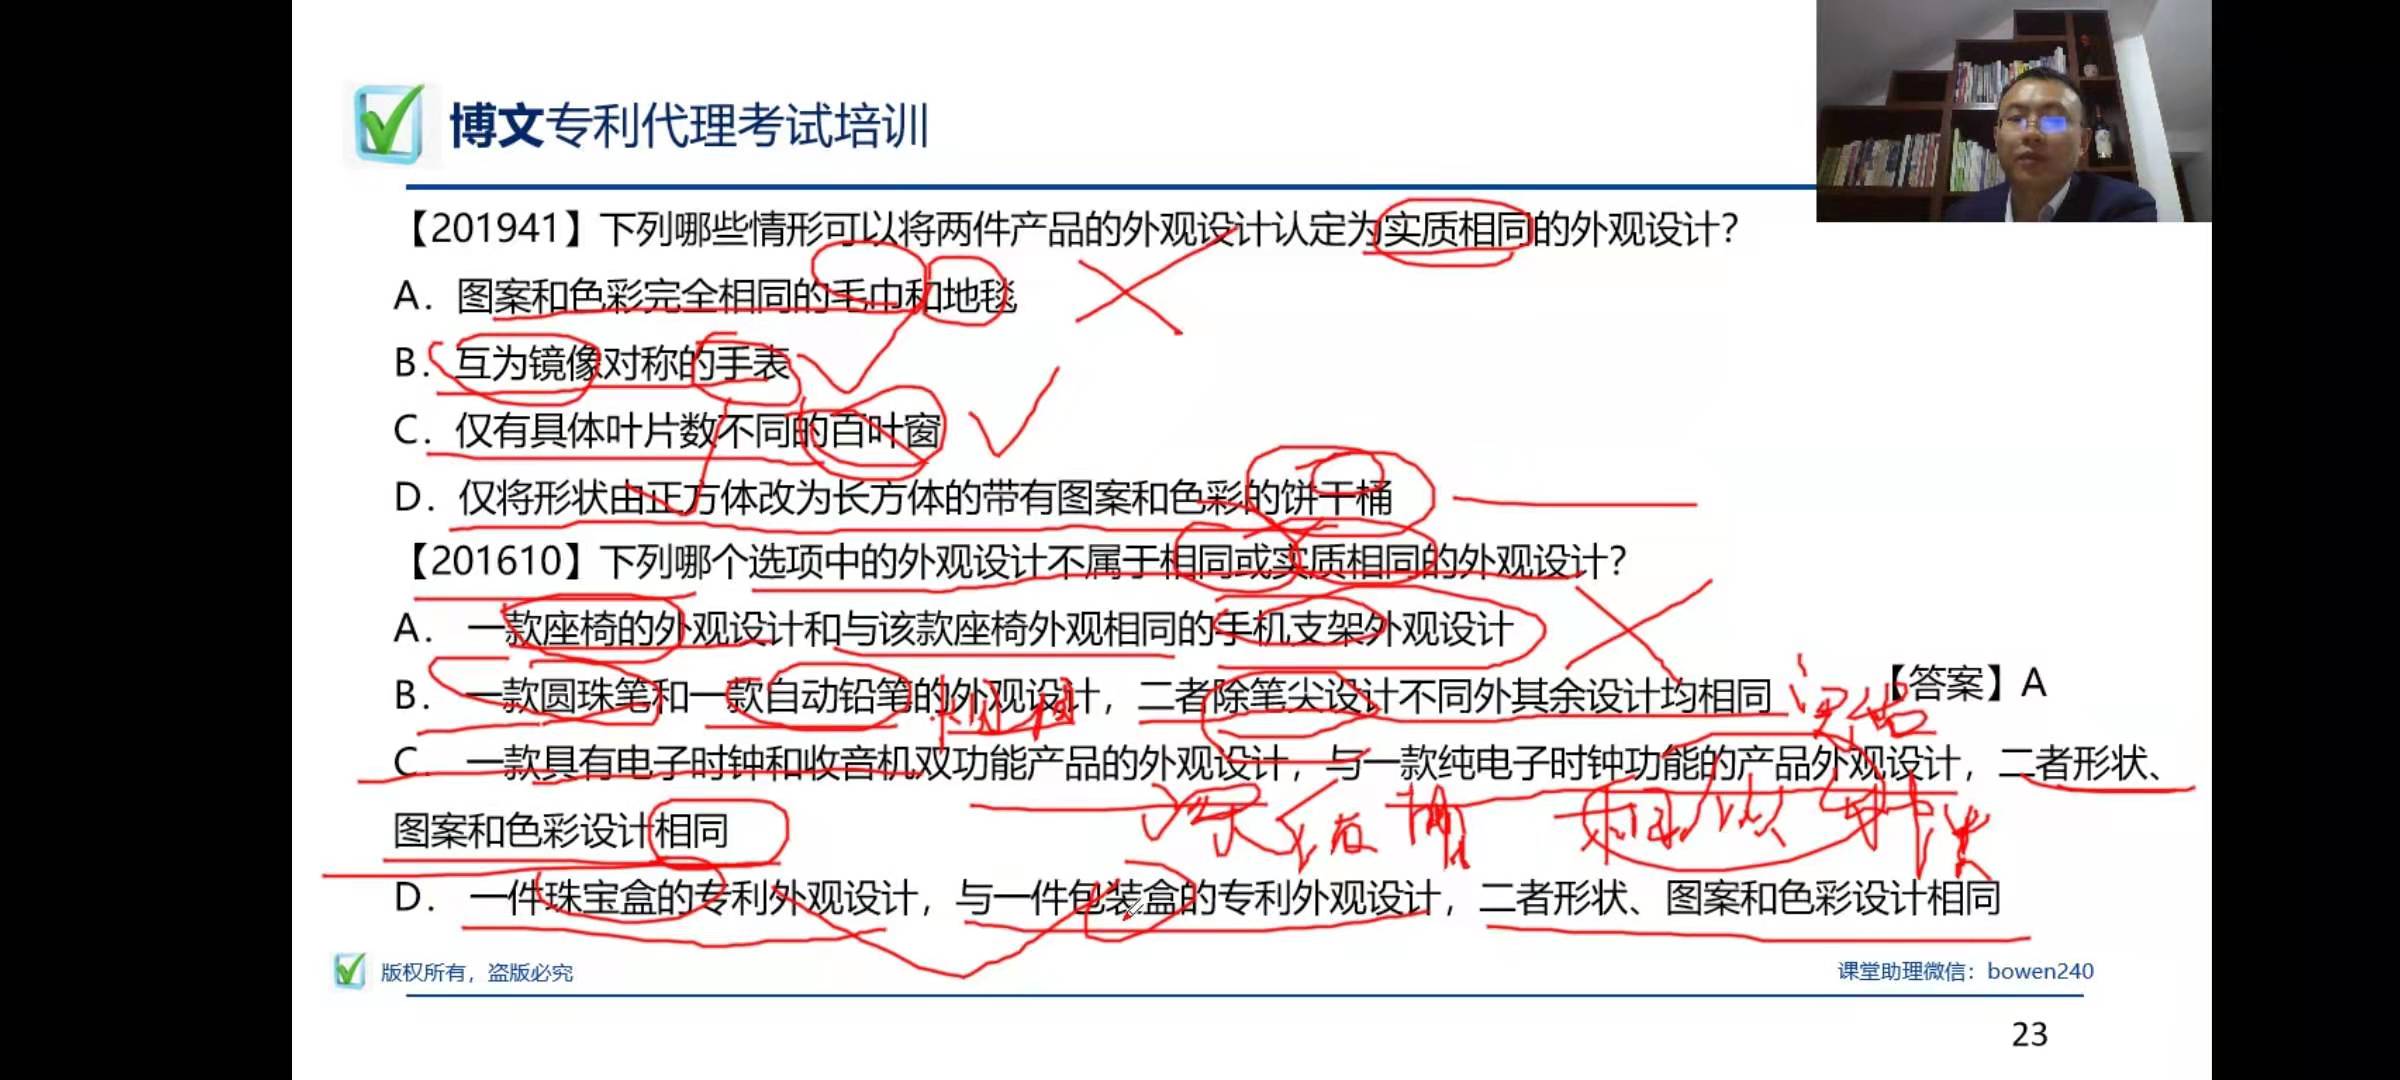 博文专利代理考试培训
【201941】下列哪些情形可以将两件产品的外观设计认定为实质相同的外观设计?
A. 图案和色彩完全相同的毛巾和地毯
B. 互为镜像对称的手表
C. 仅有具体叶片数不同的百叶窗
D. 仅将形状由正方体改为长方体的带有图案和色彩的饼干桶
【201610】下列哪个选项中的外观设计不属于相同或实质相同的外观设计?
A. 一款座椅的外观设计和与该款座椅外观相同的手机支架外观设计
B. 一款圆珠笔和一款自动铅笔的外观设计，二者除笔尖设计不同外其余设计均相同
【答案】A
C. 一款具有电子时钟和收音机双功能产品的外观设计，与一款纯电子时钟功能的产品外观设计，二者形状、
图案和色彩设计相同
D. 一件珠宝盒的专利外观设计，与一件包装盒的专利外观设计，二者形状、图案和色彩设计相同
版权所有，盗版必究
课堂助理微信：bowen240
23